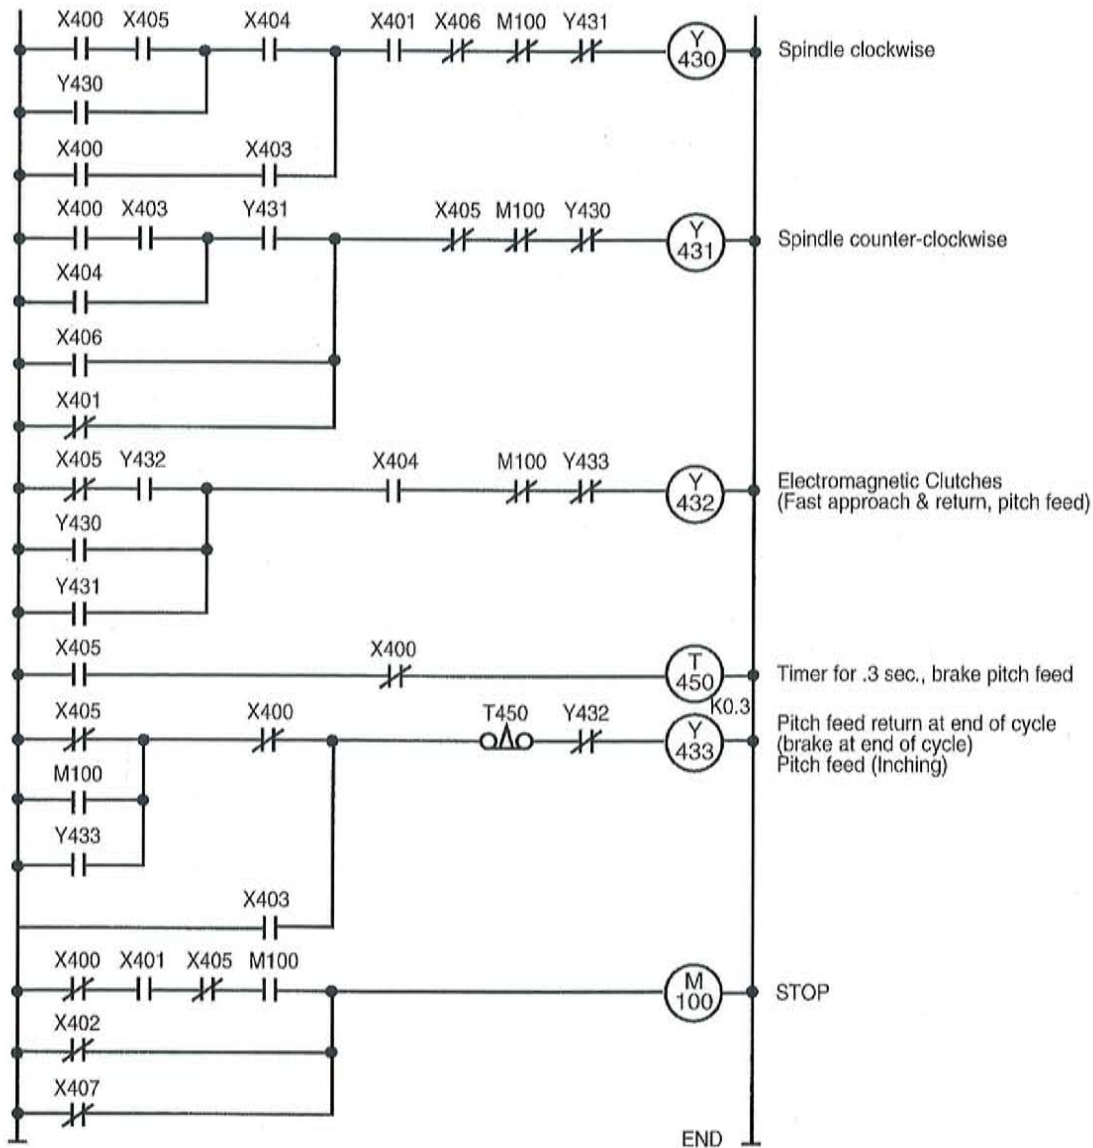 X400 X405 X404 X401 X406 M100 Y431
Y 430 Spindle clockwise
Y430
X400 X403
X400 X403 Y431 X405 M100 Y430
Y 431 Spindle counter-clockwise
X404
X406
X401
X405 Y432 X404 M100 Y433
Y 432 Electromagnetic Clutches
(Fast approach & return, pitch feed)
Y430
Y431
X405 X400
T 450 Timer for .3 sec., brake pitch feed
K0.3
X405 X400 T450 Y432
Y 433 Pitch feed return at end of cycle
(brake at end of cycle)
Pitch feed (Inching)
M100
Y433
X403
X400 X401 X405 M100
M 100 STOP
X402
X407
END